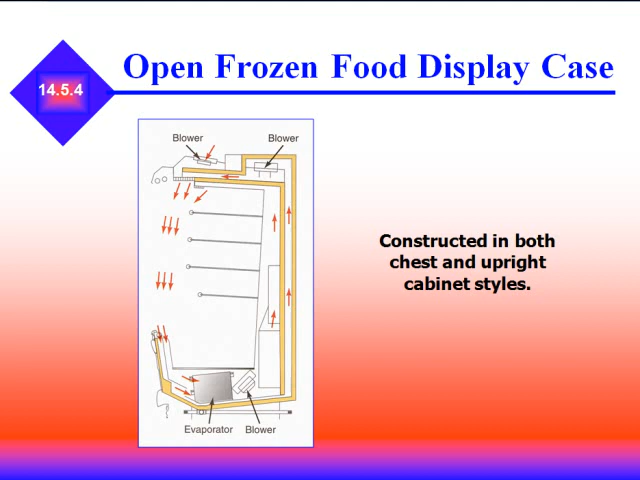 Open Frozen Food Display Case
14.5.4
Blower Blower
Constructed in both
chest and upright
cabinet styles.
Evaporator Blower